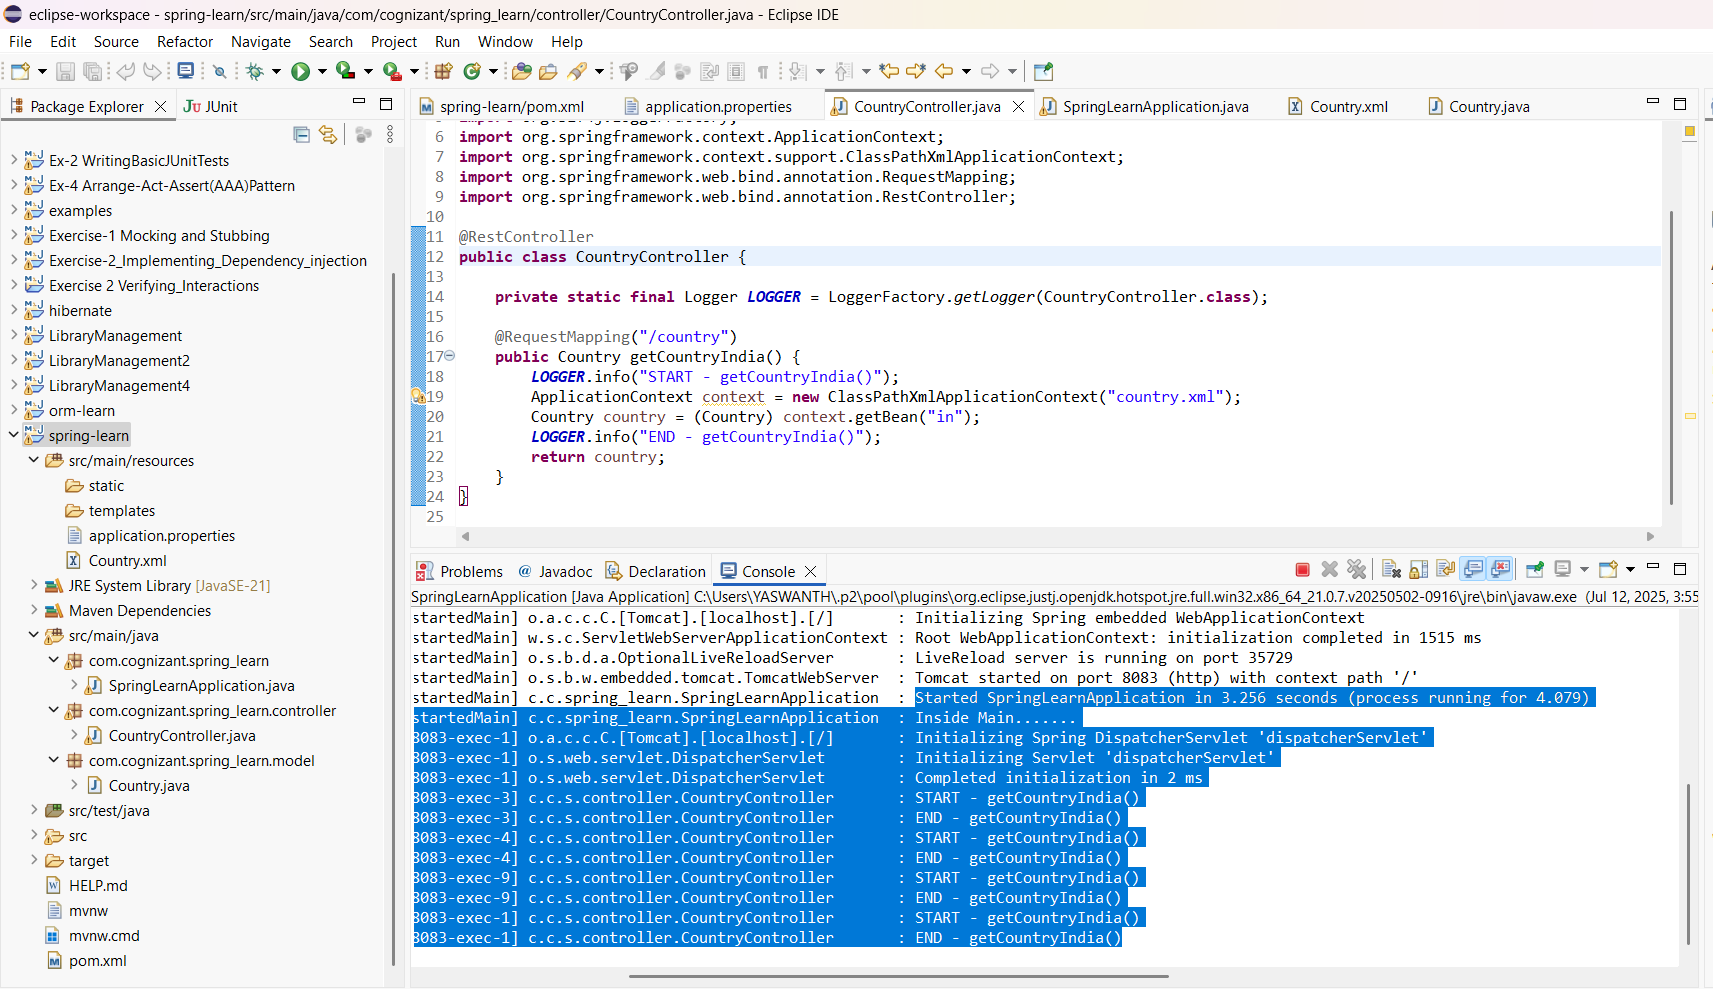 eclipse-workspace - spring-learn/src/main/java/com/cognizant/spring_learn/controller/CountryController.java - Eclipse IDE
File Edit Source Refactor Navigate Search Project Run Window Help
Package Explorer
JUnit
Ex-2 WritingBasicJUnitTests
Ex-4 Arrange-Act-Assert(AAA)Pattern
examples
Exercise-1 Mocking and Stubbing
Exercise-2_Implementing_Dependency_injection
Exercise 2 Verifying_Interactions
hibernate
LibraryManagement
LibraryManagement2
LibraryManagement4
orm-learn
spring-learn
src/main/resources
static
templates
application.properties
Country.xml
JRE System Library [JavaSE-21]
Maven Dependencies
src/main/java
com.cognizant.spring_learn
SpringLearnApplication.java
com.cognizant.spring_learn.controller
CountryController.java
com.cognizant.spring_learn.model
Country.java
src/test/java
src
target
HELP.md
mvnw
mvnw.cmd
pom.xml
spring-learn/pom.xml application.properties CountryController.java SpringLearnApplication.java Country.xml Country.java
6 import org.springframework.context.ApplicationContext;
7 import org.springframework.context.support.ClassPathXmlApplicationContext;
8 import org.springframework.web.bind.annotation.RequestMapping;
9 import org.springframework.web.bind.annotation.RestController;
10
11 @RestController
12 public class CountryController {
13
14 private static final Logger LOGGER = LoggerFactory.getLogger(CountryController.class);
15
16 @RequestMapping("/country")
17 public Country getCountryIndia() {
18 LOGGER.info("START - getCountryIndia()");
19 ApplicationContext context = new ClassPathXmlApplicationContext("country.xml");
20 Country country = (Country) context.getBean("in");
21 LOGGER.info("END - getCountryIndia()");
22 return country;
23 }
24 }
25
Problems Javadoc Declaration Console
SpringLearnApplication [Java Application] C:\Users\YASWANTH\.p2\pool\plugins\org.eclipse.justj.openjdk.hotspot.jre.full.win32.x86_64_21.0.7.v20250502-0916\jre\bin\javaw.exe (Jul 12, 2025, 3:55
startedMain] o.a.c.c.C.[Tomcat].[localhost].[/] : Initializing Spring embedded WebApplicationContext
startedMain] w.s.c.ServletWebServerApplicationContext : Root WebApplicationContext: initialization completed in 1515 ms
startedMain] o.s.b.d.a.OptionalLiveReloadServer : LiveReload server is running on port 35729
startedMain] o.s.b.w.embedded.tomcat.TomcatWebServer : Tomcat started on port 8083 (http) with context path '/'
startedMain] c.c.spring_learn.SpringLearnApplication : Started SpringLearnApplication in 3.256 seconds (process running for 4.079)
startedMain] c.c.spring_learn.SpringLearnApplication : Inside Main.......
8083-exec-1] o.a.c.c.C.[Tomcat].[localhost].[/] : Initializing Spring DispatcherServlet 'dispatcherServlet'
8083-exec-1] o.s.web.servlet.DispatcherServlet : Initializing Servlet 'dispatcherServlet'
8083-exec-1] o.s.web.servlet.DispatcherServlet : Completed initialization in 2 ms
8083-exec-3] c.c.s.controller.CountryController : START - getCountryIndia()
8083-exec-3] c.c.s.controller.CountryController : END - getCountryIndia()
8083-exec-4] c.c.s.controller.CountryController : START - getCountryIndia()
8083-exec-4] c.c.s.controller.CountryController : END - getCountryIndia()
8083-exec-9] c.c.s.controller.CountryController : START - getCountryIndia()
8083-exec-9] c.c.s.controller.CountryController : END - getCountryIndia()
8083-exec-1] c.c.s.controller.CountryController : START - getCountryIndia()
8083-exec-1] c.c.s.controller.CountryController : END - getCountryIndia()